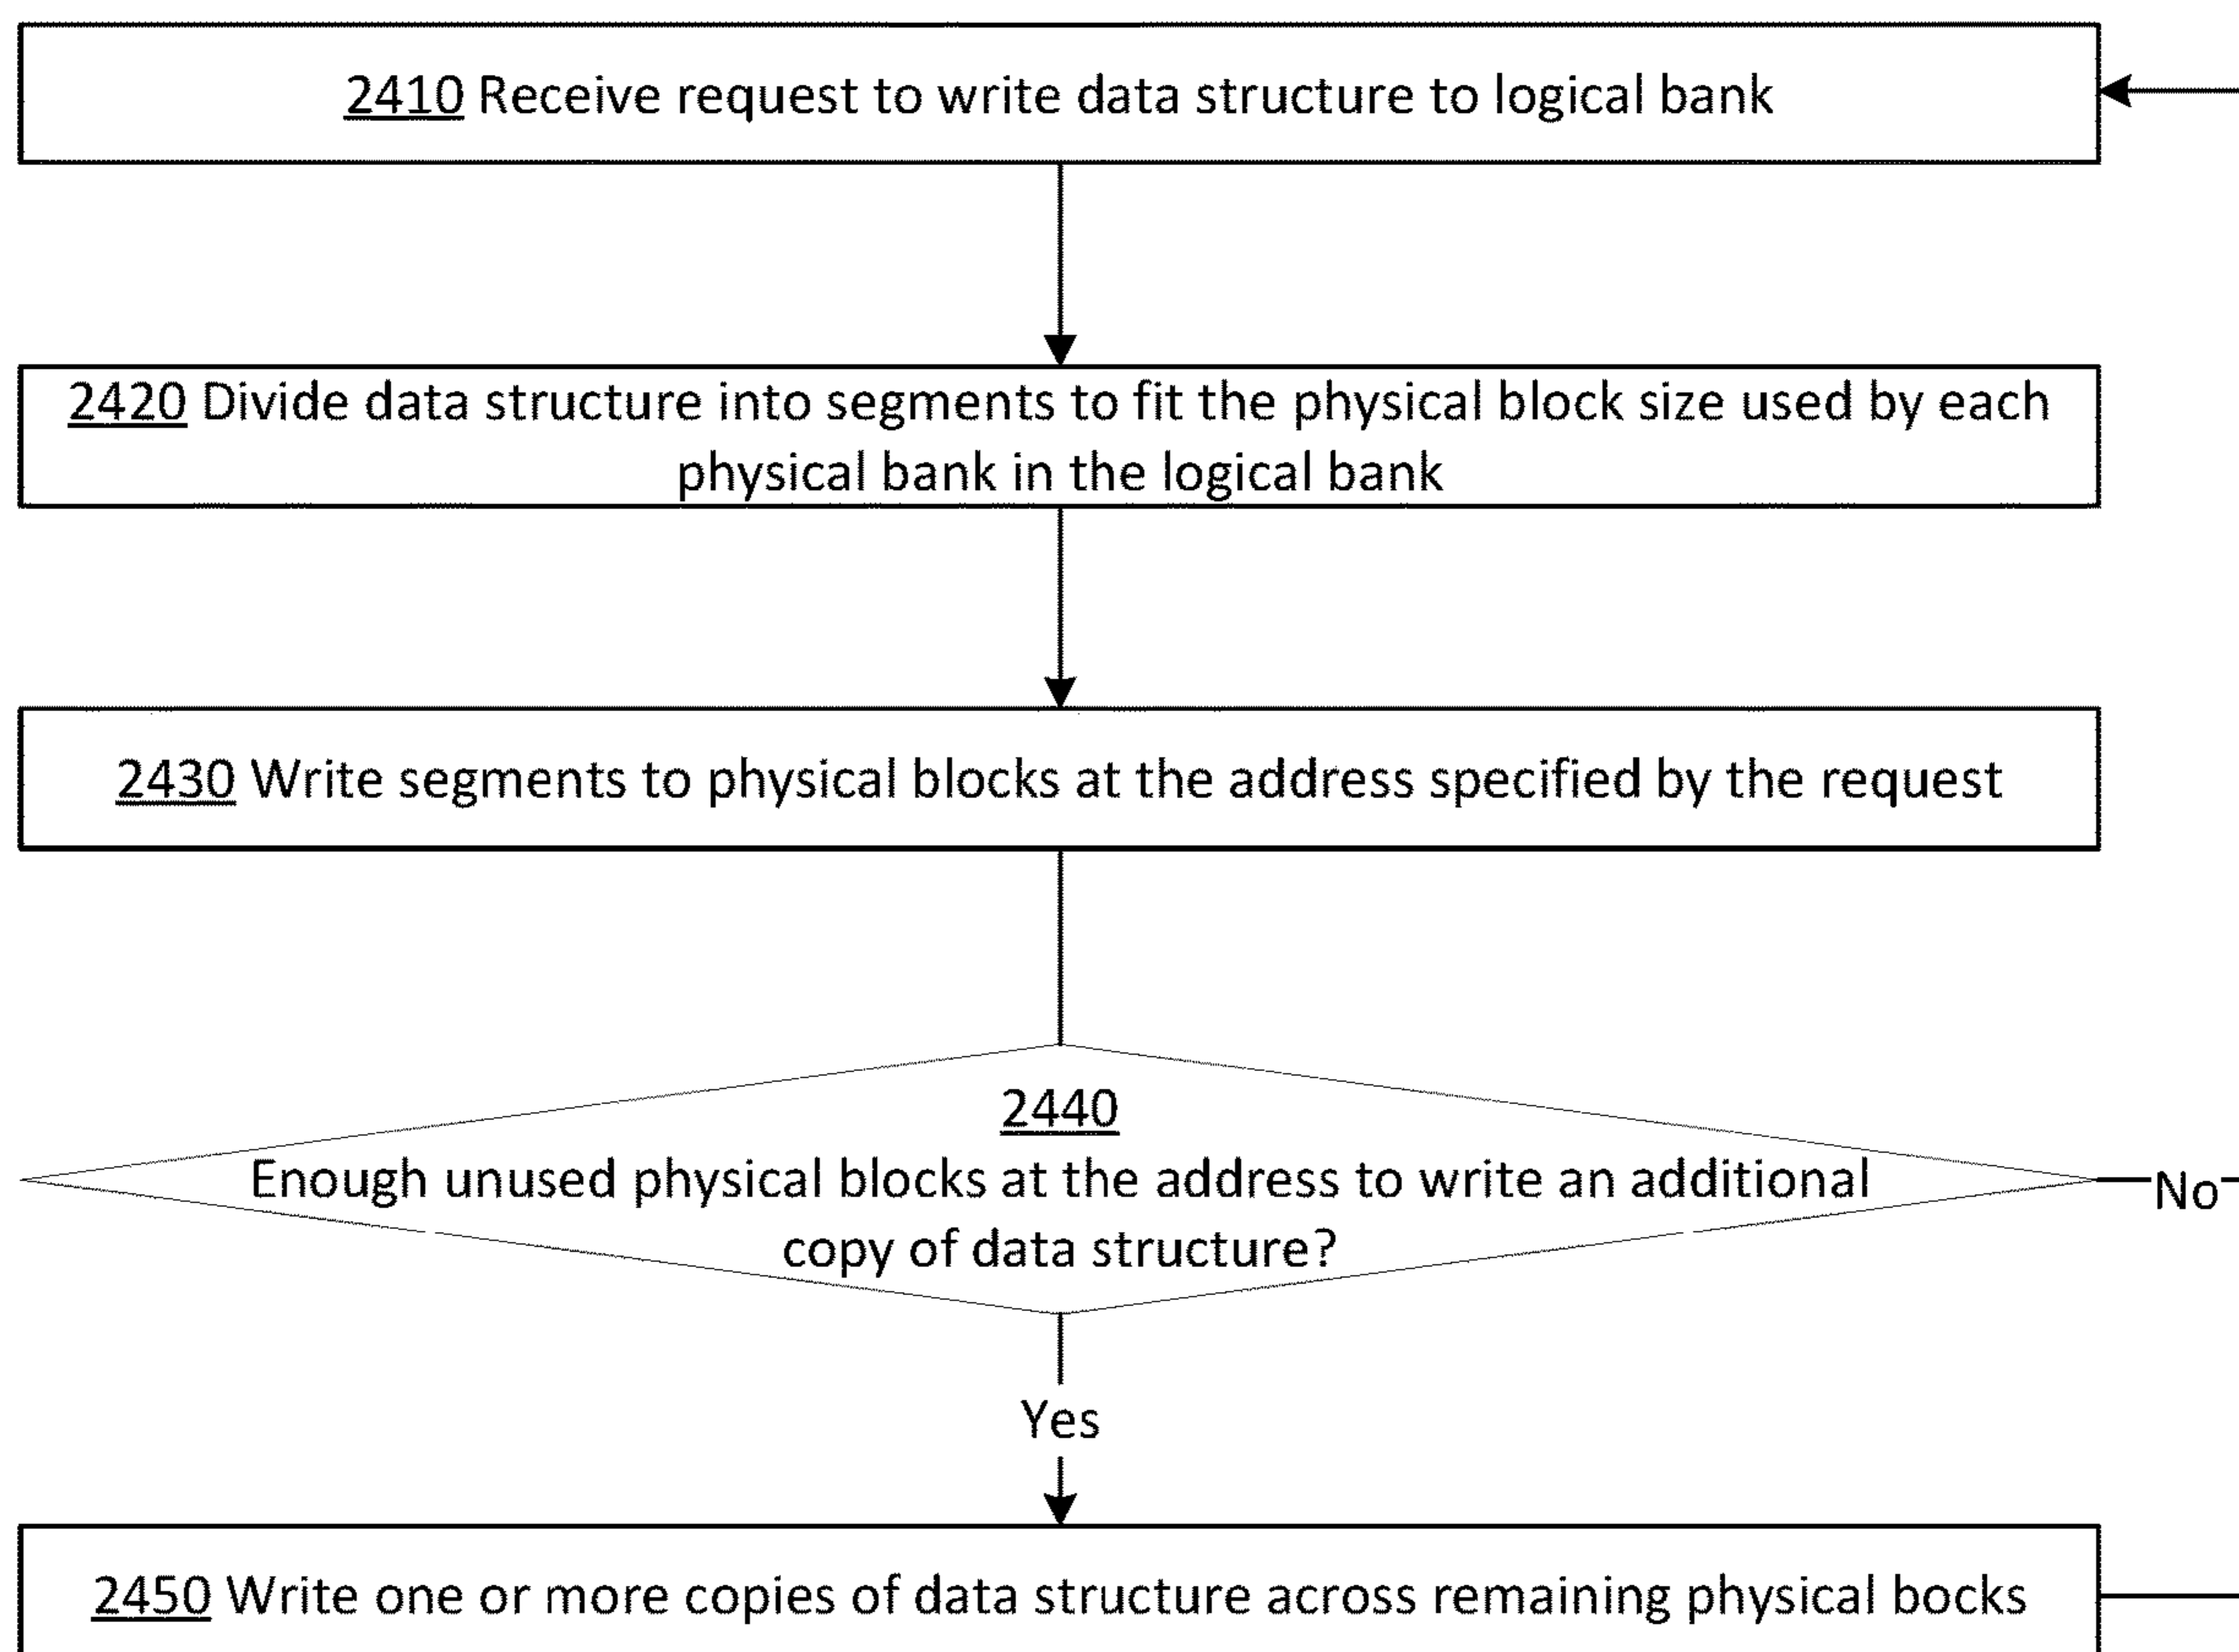 2410 Receive request to write data structure to logical bank
2420 Divide data structure into segments to fit the physical block size used by each
physical bank in the logical bank
2430 Write segments to physical blocks at the address specified by the request
2440
Enough unused physical blocks at the address to write an additional
copy of data structure?
No
Yes
2450 Write one or more copies of data structure across remaining physical bocks